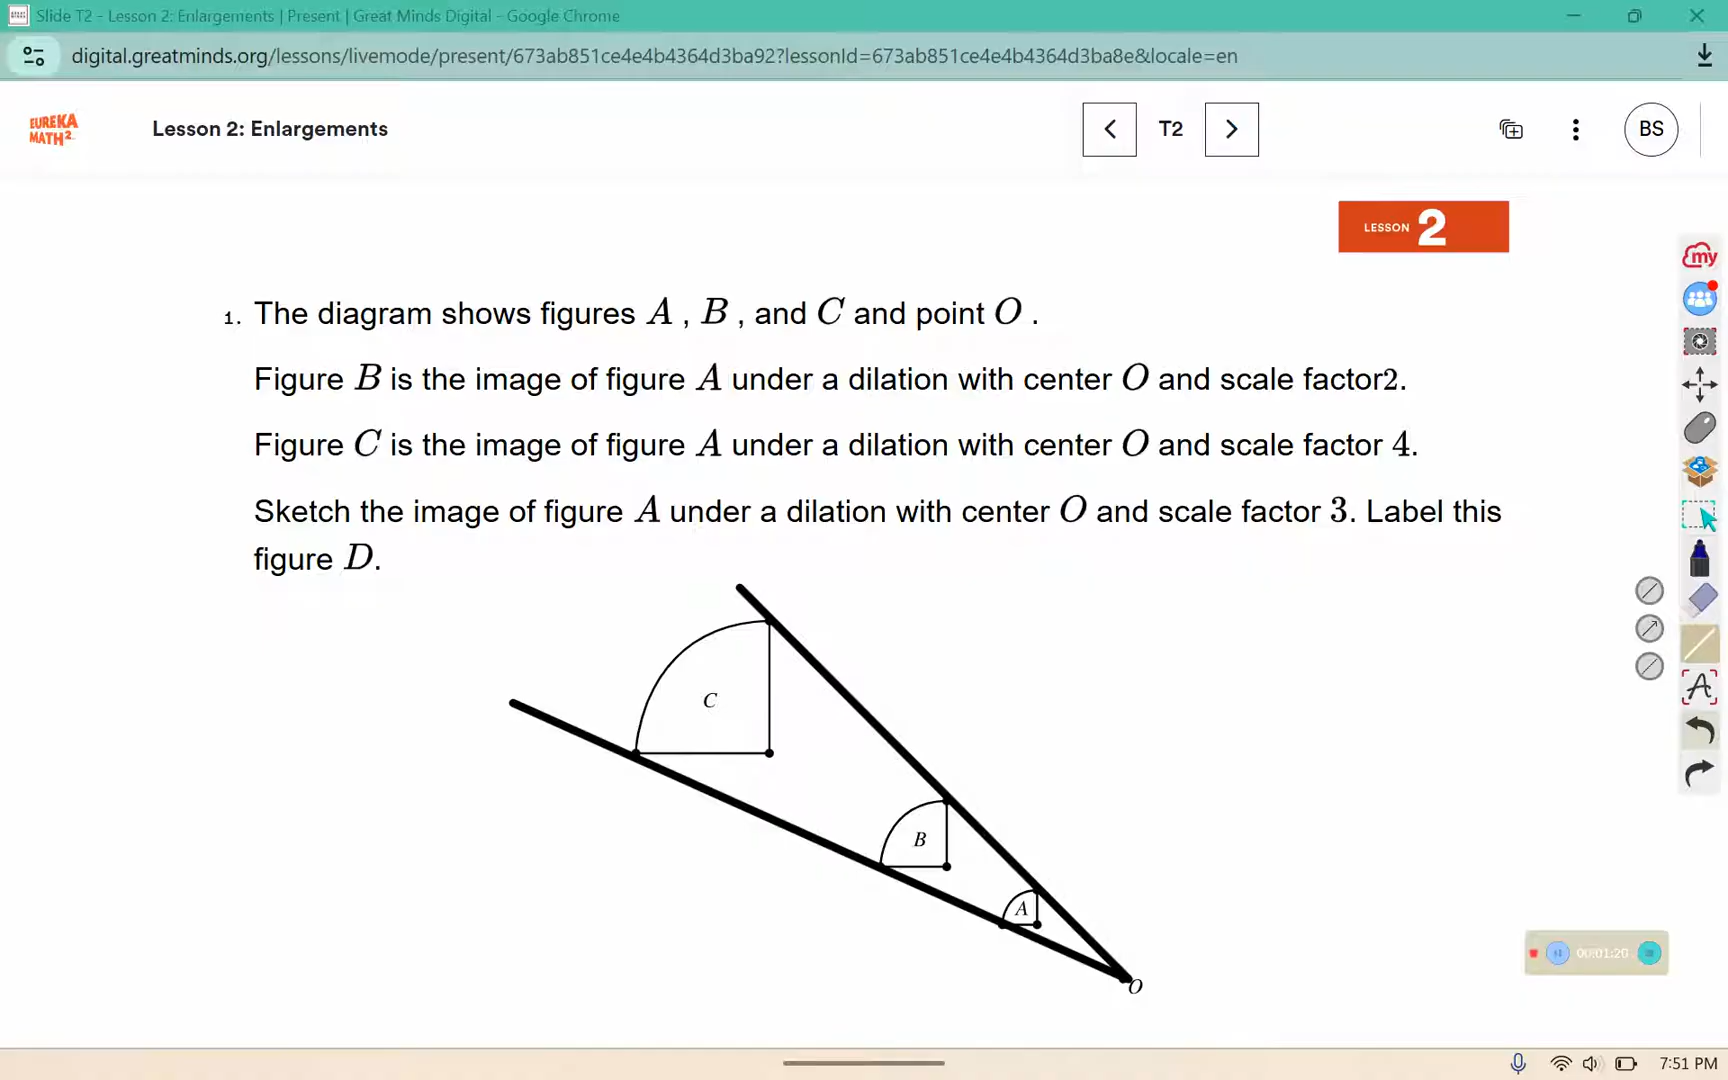 Slide T2 - Lesson 2: Enlargements | Present | Great Minds Digital - Google Chrome
digital.greatminds.org/lessons/livemode/present/673ab851ce4e4b4364d3ba92?lessonId=673ab851ce4e4b4364d3ba8e&locale=en
EUREKA
MATH²
Lesson 2: Enlargements
T2
BS
LESSON 2
my
1. The diagram shows figures A , B , and C and point O .
Figure B is the image of figure A under a dilation with center O and scale factor2.
Figure C is the image of figure A under a dilation with center O and scale factor 4.
Sketch the image of figure A under a dilation with center O and scale factor 3. Label this
figure D.
C
B
A
O
A
00:01:20
7:51 PM